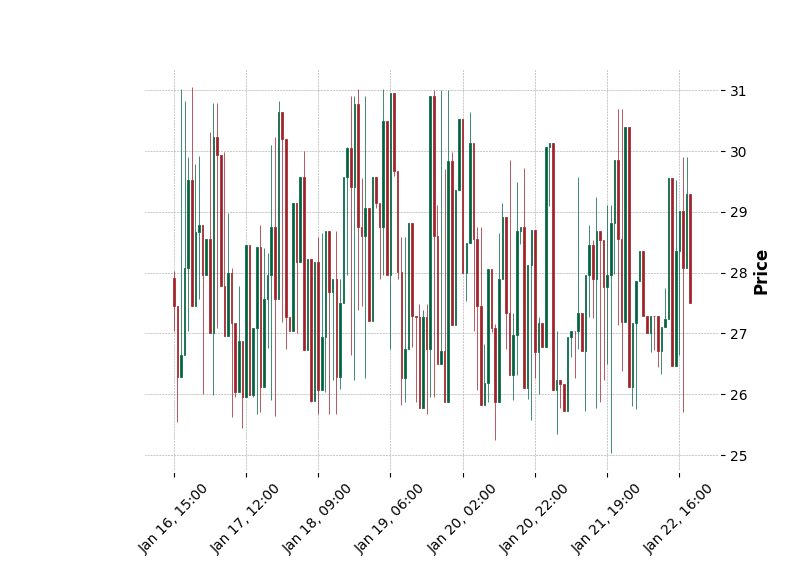 31
30
29
28
27
26
25
Price
Jan 16, 15:00
Jan 17, 12:00
Jan 18, 09:00
Jan 19, 06:00
Jan 20, 02:00
Jan 20, 22:00
Jan 21, 19:00
Jan 22, 16:00